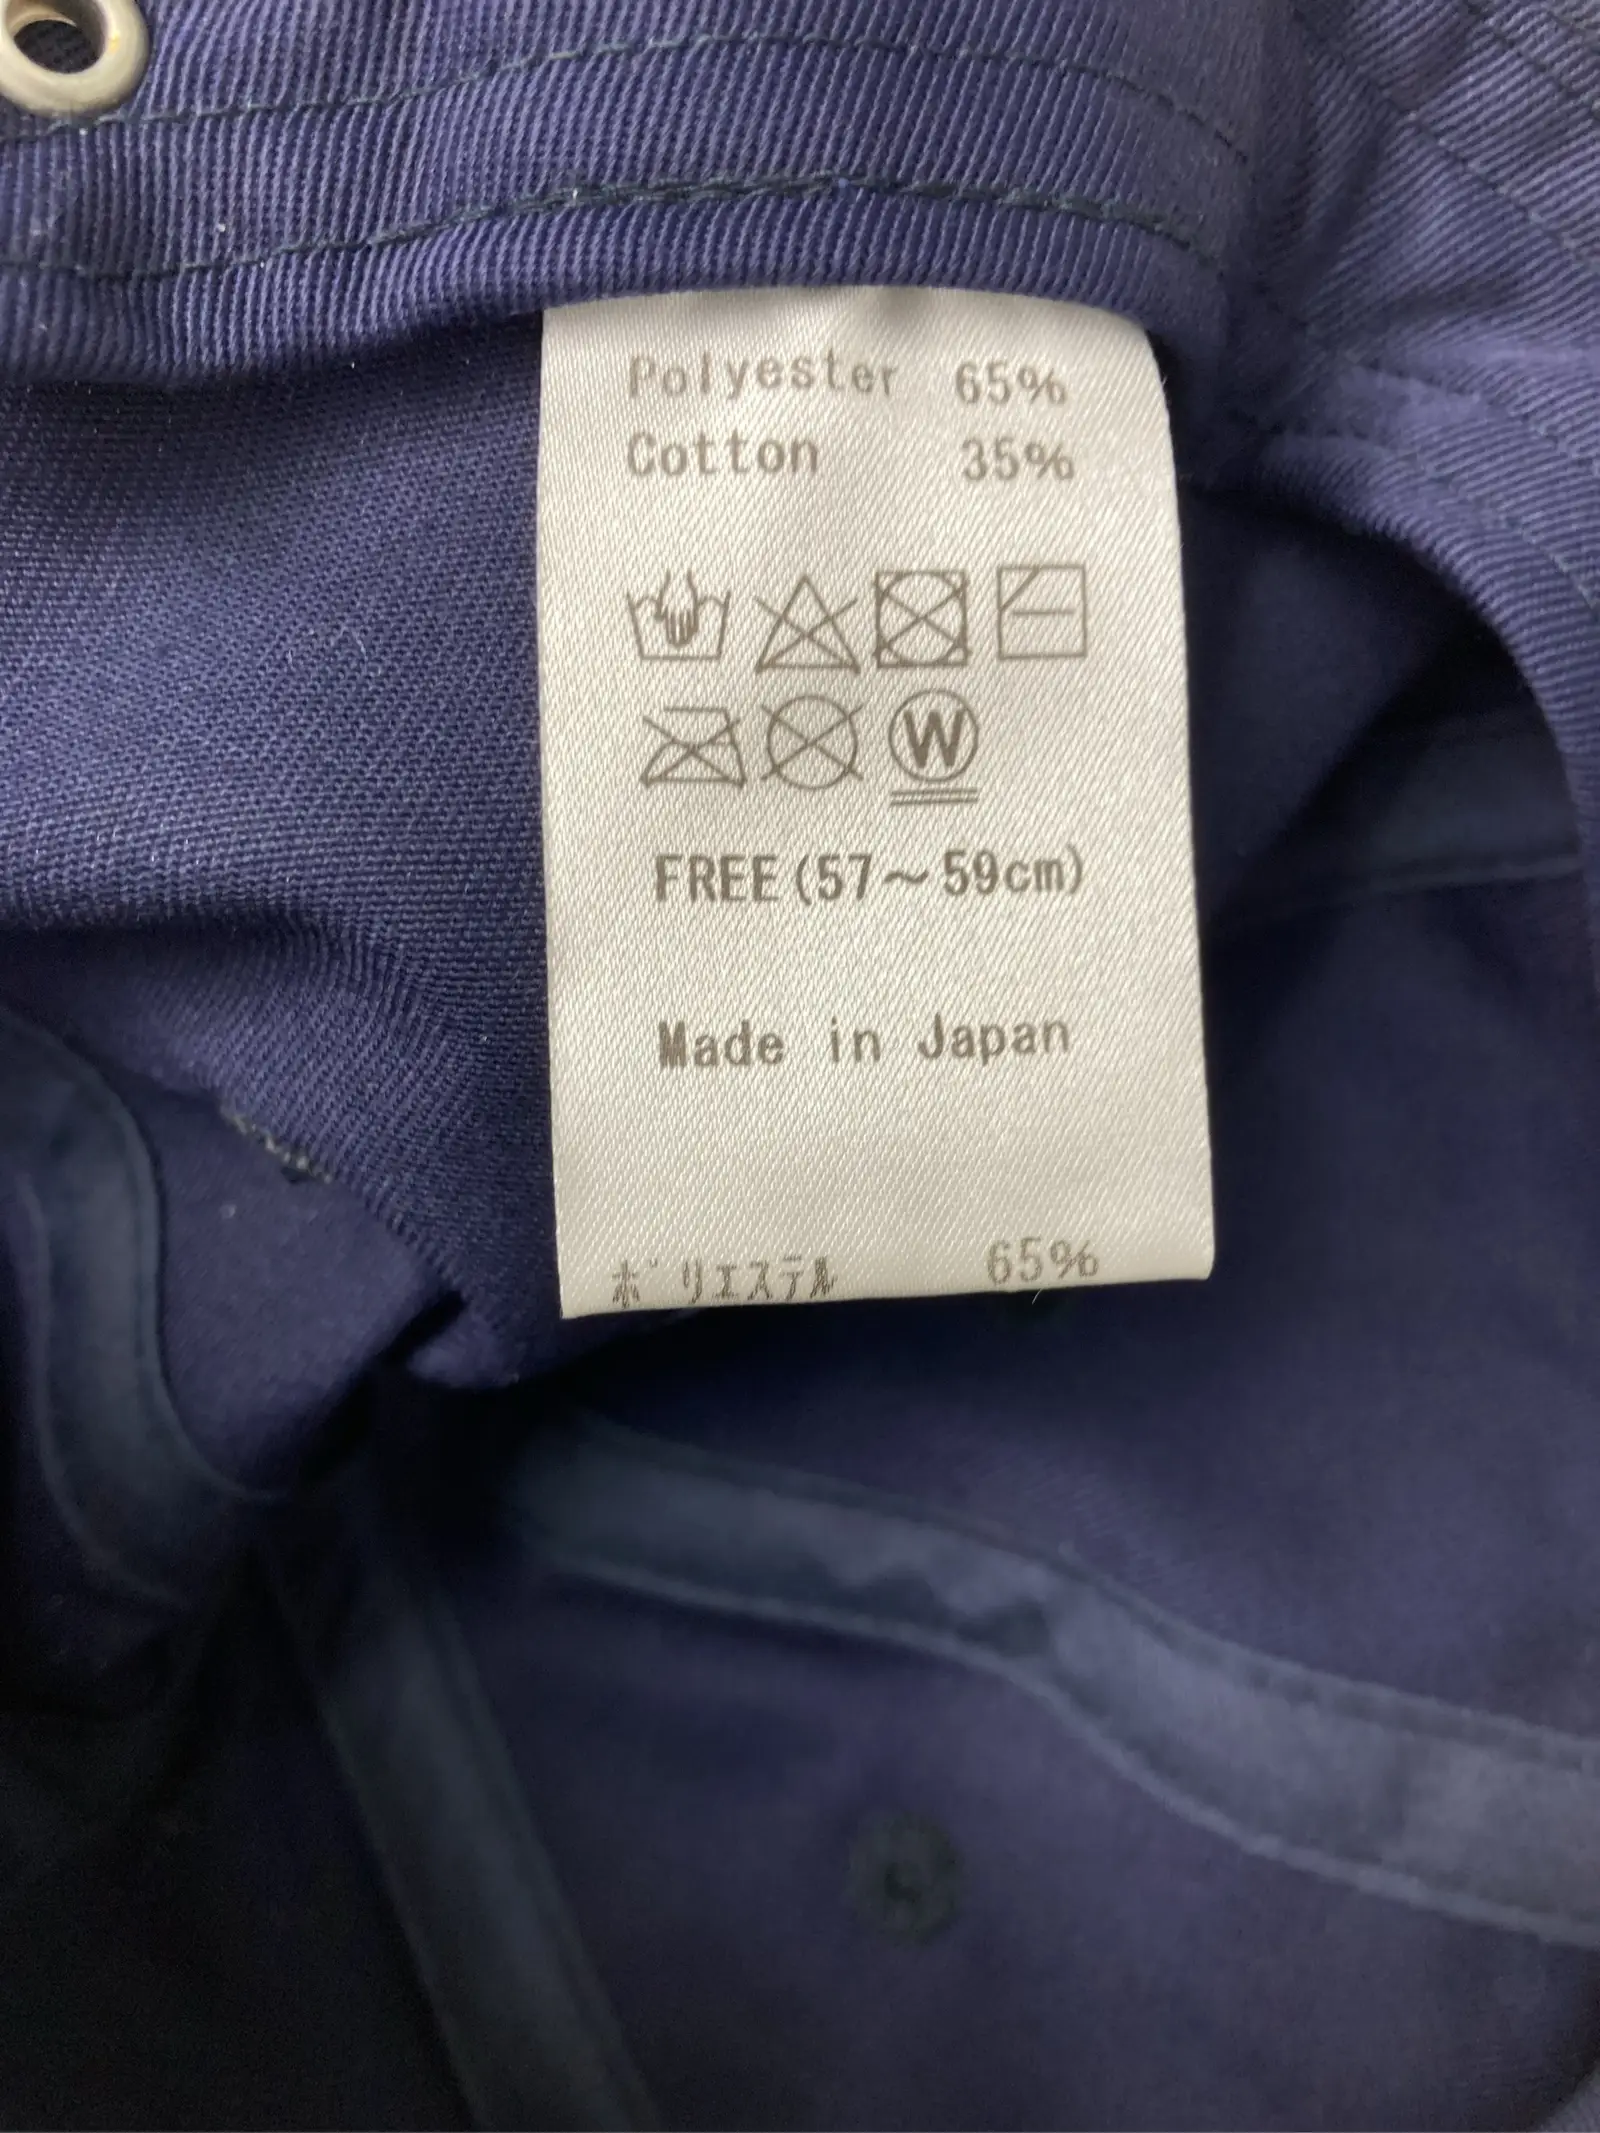 Polyester 65%
Cotton 35%
W
FREE(57～59cm)
Made in Japan
ポリエステル 65%